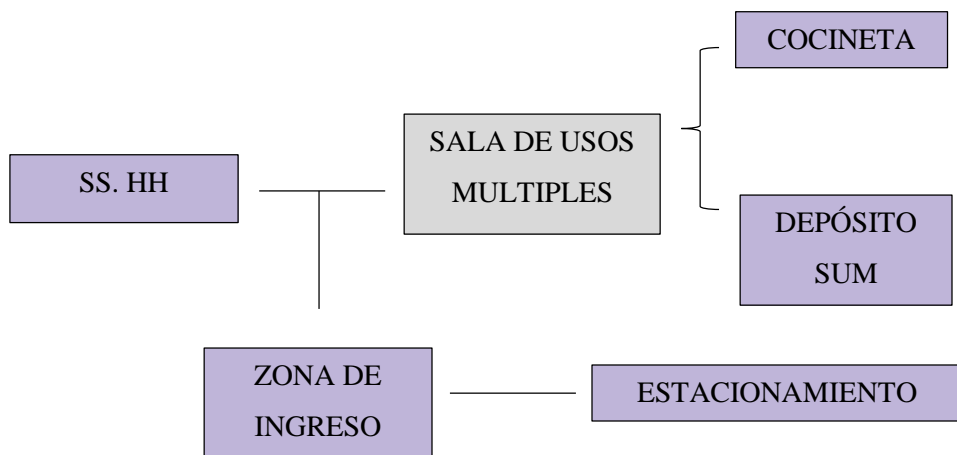 COCINETA
SALA DE USOS
MULTIPLES
SS. HH
DEPÓSITO
SUM
ZONA DE
INGRESO
ESTACIONAMIENTO